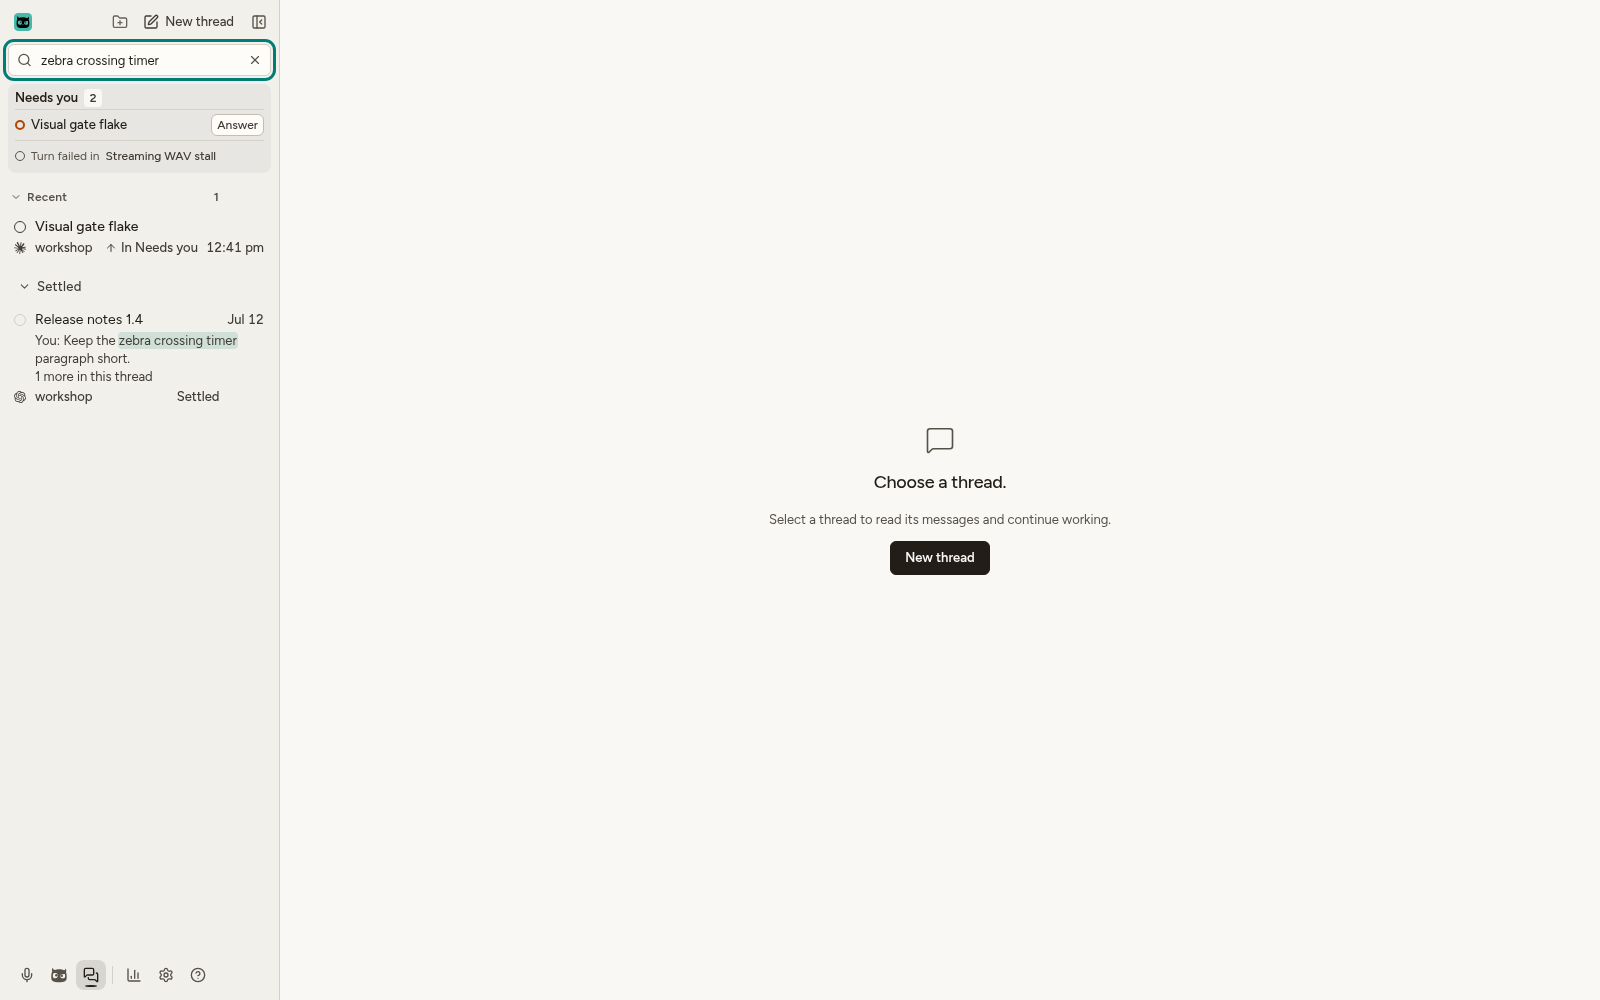 New thread
zebra crossing timer
Needs you 2
Visual gate flake Answer
Turn failed in Streaming WAV stall
Recent 1
Visual gate flake
workshop ↑ In Needs you 12:41 pm
Settled
Release notes 1.4 Jul 12
You: Keep the zebra crossing timer
paragraph short.
1 more in this thread
workshop Settled
Choose a thread.
Select a thread to read its messages and continue working.
New thread